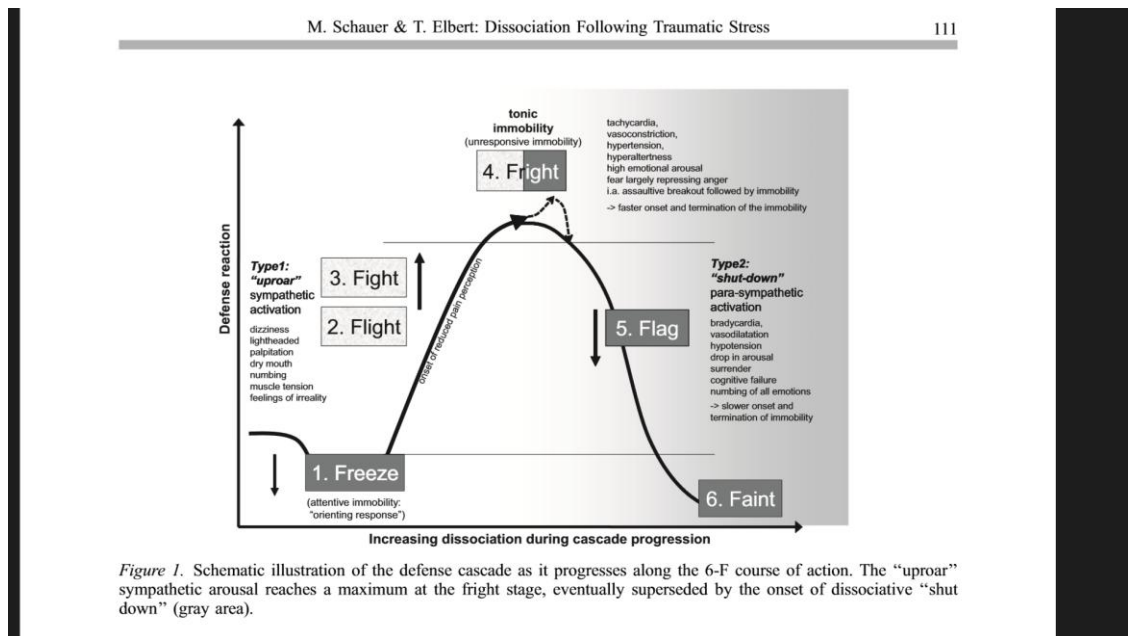 M. Schauer & T. Elbert: Dissociation Following Traumatic Stress
111
tonic
immobility
(unresponsive immobility)
4. Fright
tachycardia,
vasoconstriction,
hypertension,
hyperaltertness
high emotional arousal
fear largely repressing anger
i.a. assaultive breakout followed by immobility
-> faster onset and termination of the immobility
Defense reaction
Type1:
"uproar"
sympathetic
activation
dizziness
lightheaded
palpitation
dry mouth
numbing
muscle tension
feelings of irreality
3. Fight
2. Flight
onset of reduced pain perception
5. Flag
Type2:
"shut-down"
para-sympathetic
activation
bradycardia,
vasodilatation
hypotension
drop in arousal
surrender
cognitive failure
numbing of all emotions
-> slower onset and
termination of immobility
1. Freeze
(attentive immobility:
"orienting response")
6. Faint
Increasing dissociation during cascade progression
Figure 1. Schematic illustration of the defense cascade as it progresses along the 6-F course of action. The “uproar”
sympathetic arousal reaches a maximum at the fright stage, eventually superseded by the onset of dissociative “shut
down” (gray area).